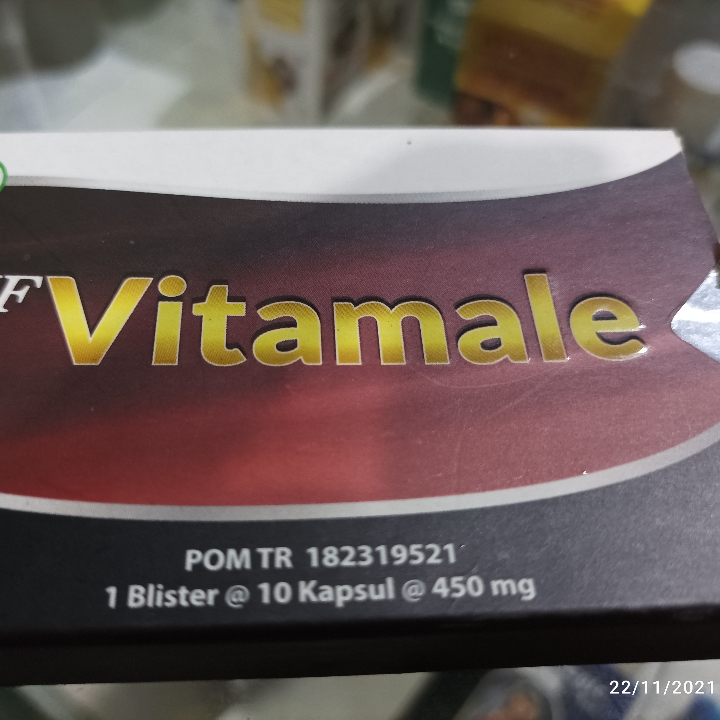 Vitamale
POM TR 182319521
1 Blister @ 10 Kapsul @ 450 mg
22/11/2021